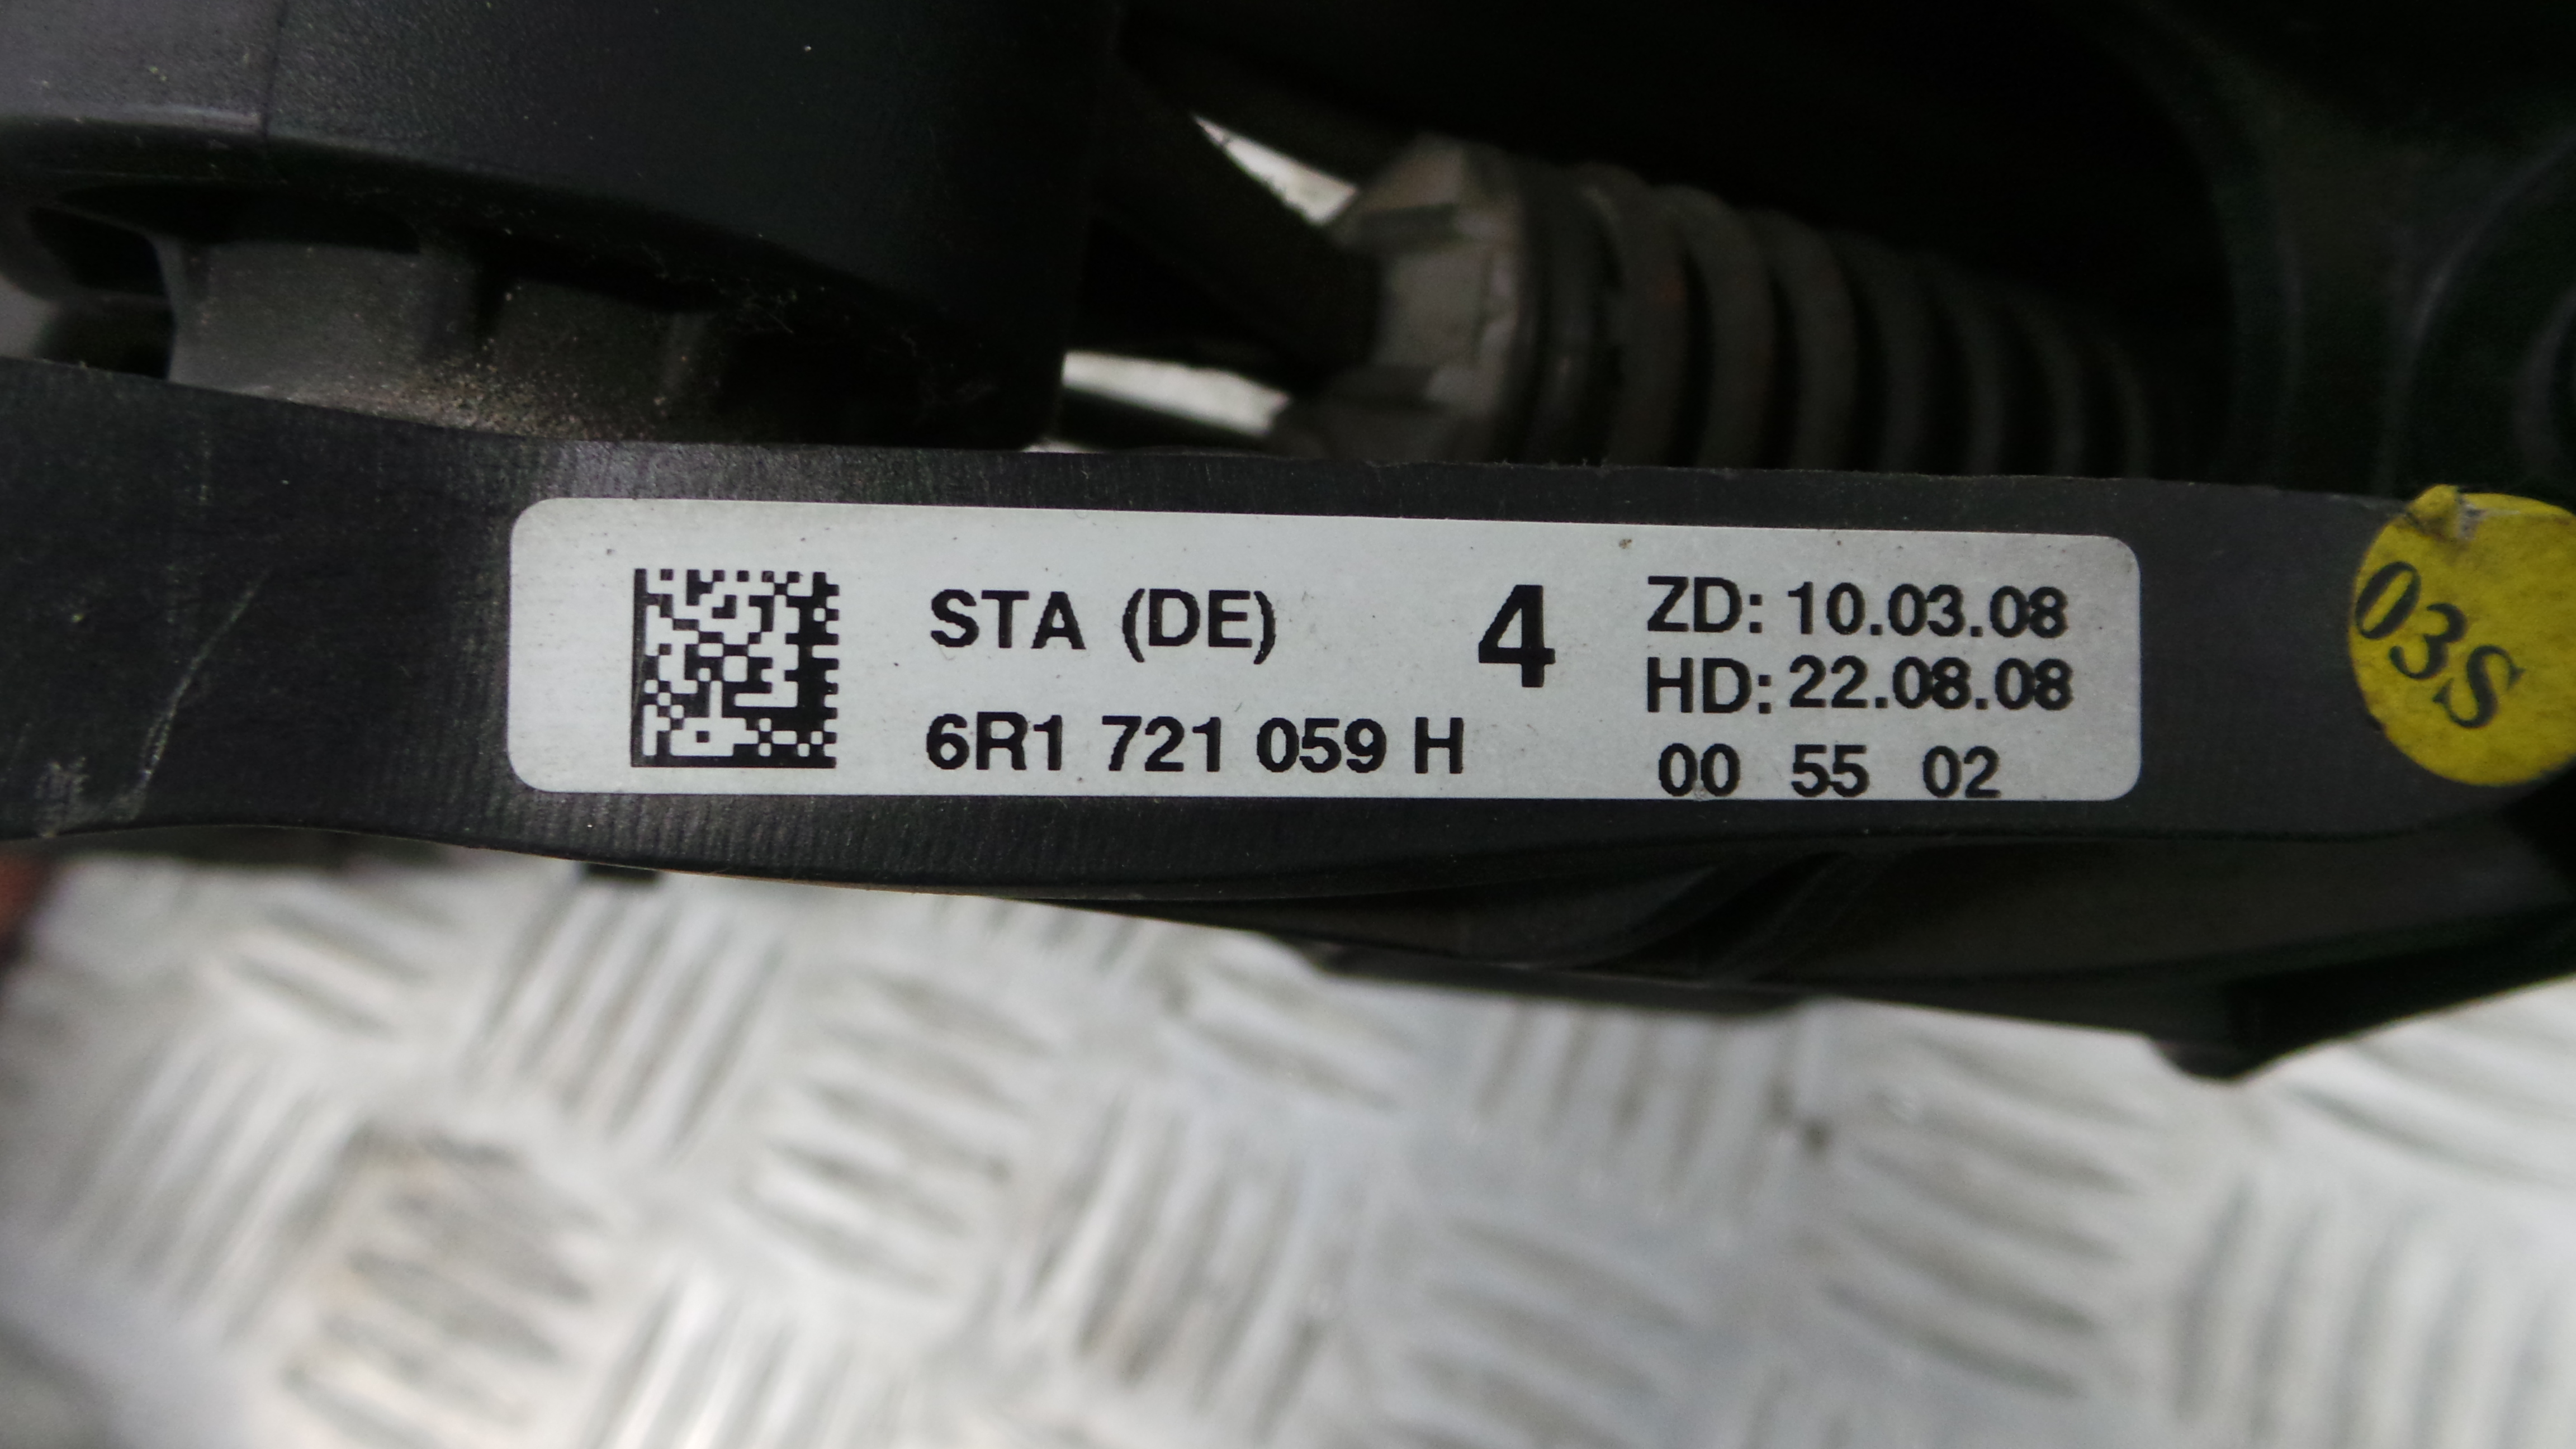 STA (DE)
6R1 721 059 H
4
ZD: 10.03.08
HD: 22.08.08
00 55 02
03S